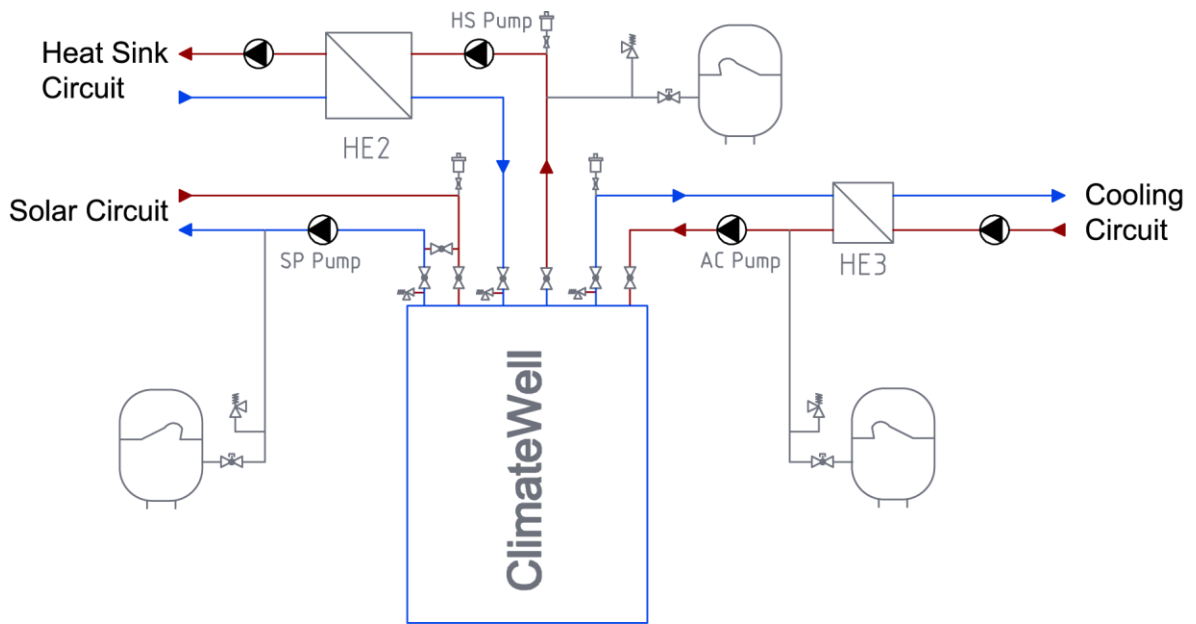 HS Pump
Heat Sink
Circuit
HE2
Solar Circuit
SP Pump
Cooling
Circuit
AC Pump
HE3
ClimateWell